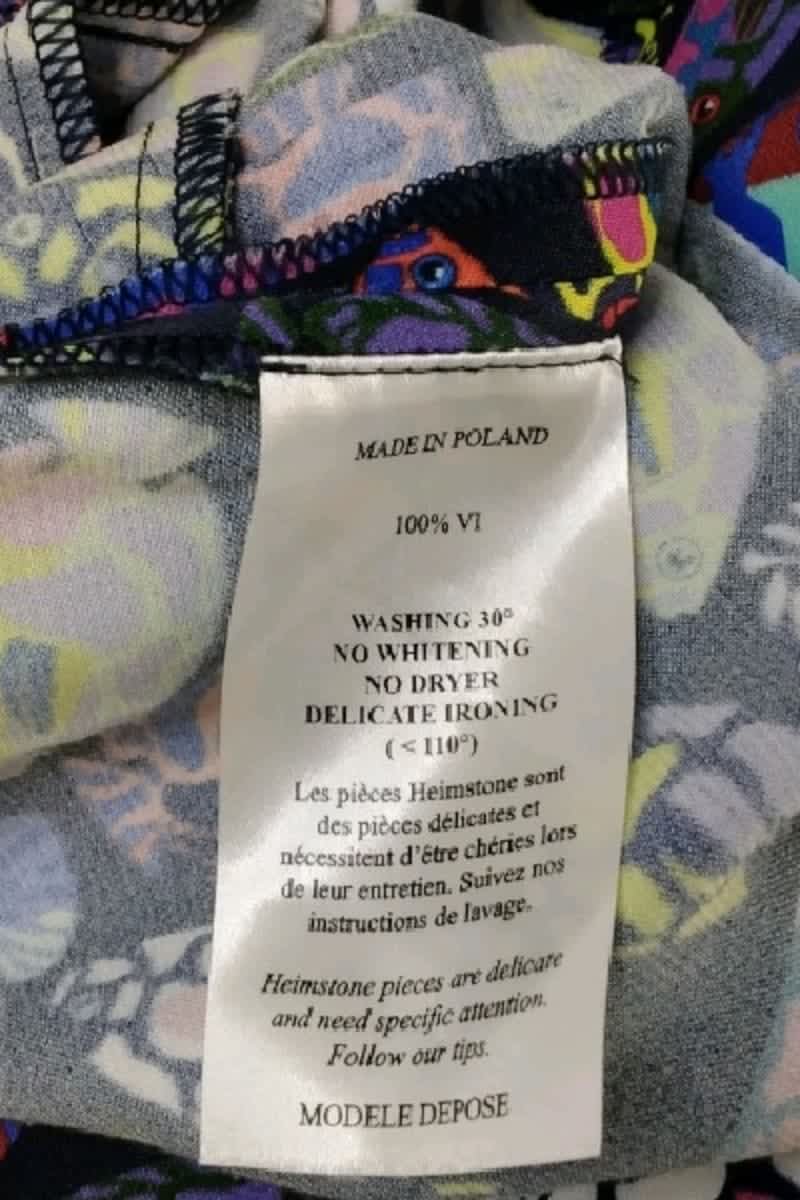 MADE IN POLAND
100% VI
WASHING 30°
NO WHITENING
NO DRYER
DELICATE IRONING
( < 110°)
Les pièces Heimstone sont
des pièces délicates et
nécessitent d'être chéries lors
de leur entretien. Suivez nos
instructions de lavage.
Heimstone pieces are delicate
and need specific attention.
Follow our tips.
MODELE DEPOSE